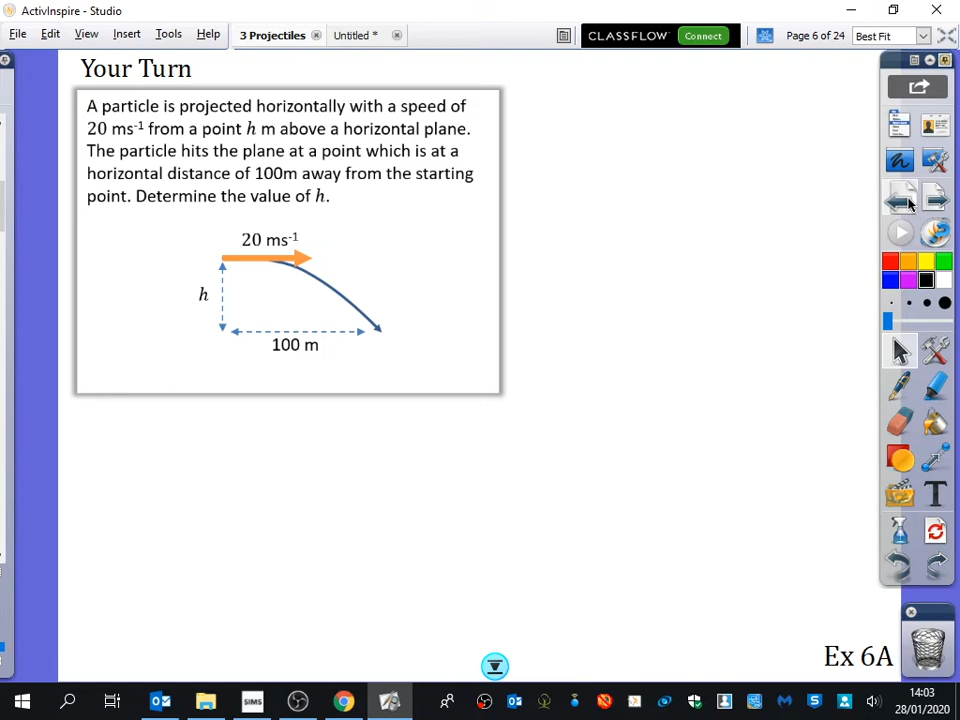 ActivInspire - Studio
File Edit View Insert Tools Help
3 Projectiles Untitled *
CLASSFLOW Connect Page 6 of 24 Best Fit
Your Turn
A particle is projected horizontally with a speed of
20 ms⁻¹ from a point h m above a horizontal plane.
The particle hits the plane at a point which is at a
horizontal distance of 100m away from the starting
point. Determine the value of h.
20 ms⁻¹
h
100 m
Ex 6A
SIMS
14:03
28/01/2020